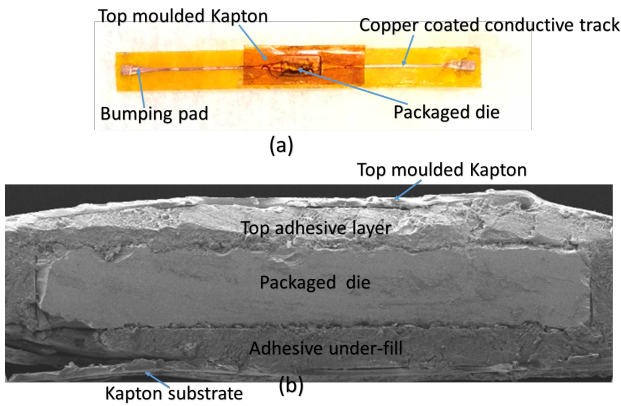 Top moulded Kapton
Copper coated conductive track
Bumping pad
Packaged die
(a)
Top moulded Kapton
Top adhesive layer
Packaged die
Adhesive under-fill
(b)
Kapton substrate